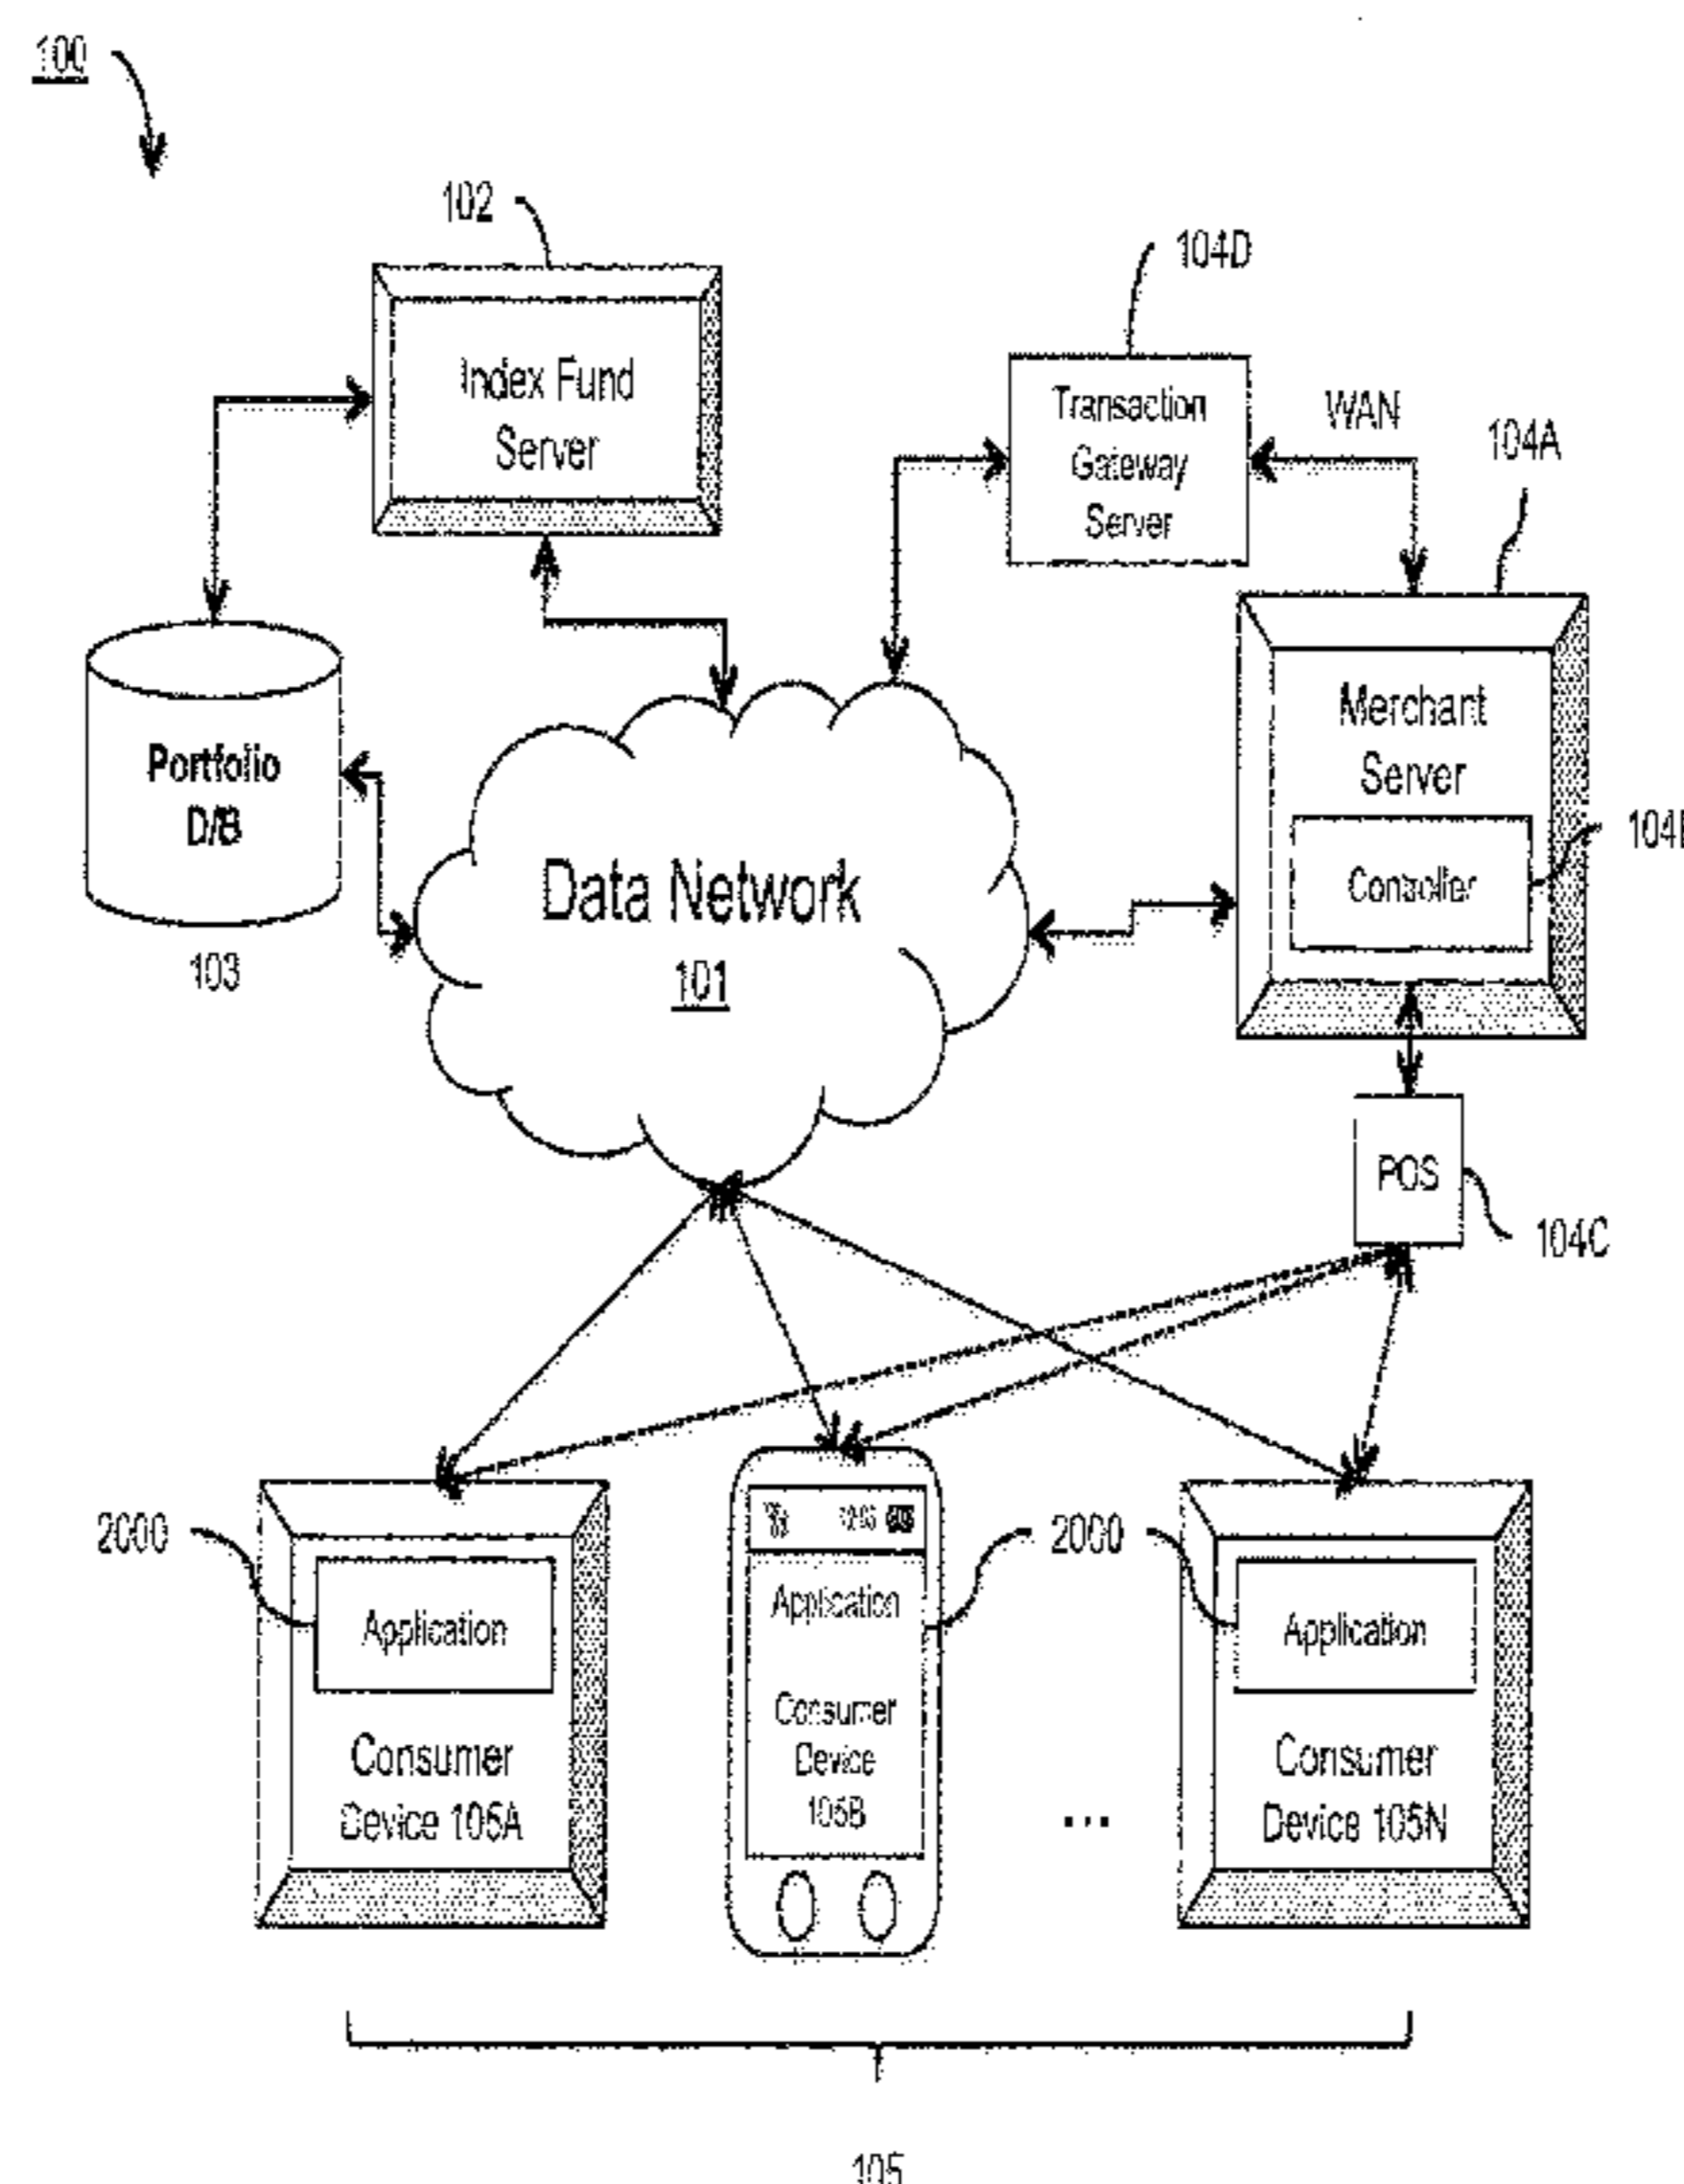 100
102
104D
Index Fund
Server
Transaction
Gateway
Server
WAN
104A
Portfolio
D/B
103
Merchant
Server
Controller
Data Network
101
POS
104C
2000
Application
Consumer
Device 105A
Application
Consumer
Device
105B
2000
...
Application
Consumer
Device 105N
105